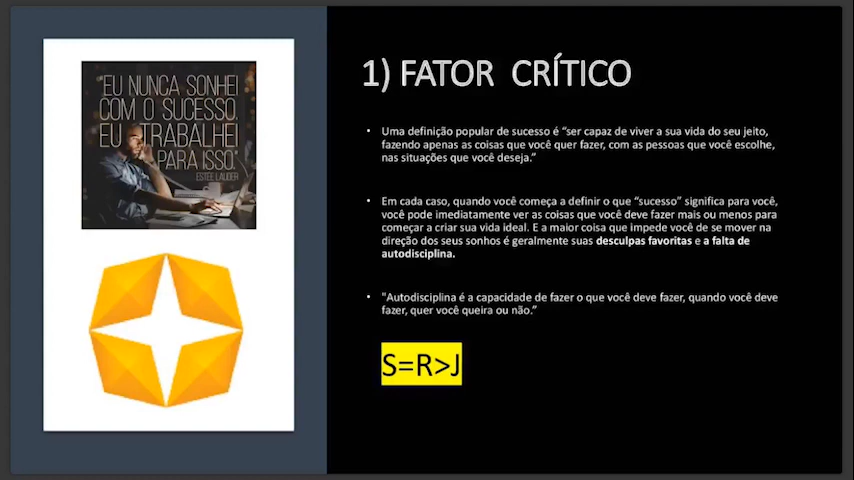 "EU NUNCA SONHEI
COM O SUCESSO.
EU TRABALHEI
PARA ISSO."
ESTÉE LAUDER
1) FATOR CRÍTICO
• Uma definição popular de sucesso é “ser capaz de viver a sua vida do seu jeito,
fazendo apenas as coisas que você quer fazer, com as pessoas que você escolhe,
nas situações que você deseja.”
• Em cada caso, quando você começa a definir o que “sucesso” significa para você,
você pode imediatamente ver as coisas que você deve fazer mais ou menos para
começar a criar sua vida ideal. E a maior coisa que impede você de se mover na
direção dos seus sonhos é geralmente suas desculpas favoritas e a falta de
autodisciplina.
• "Autodisciplina é a capacidade de fazer o que você deve fazer, quando você deve
fazer, quer você queira ou não.”
S=R>J